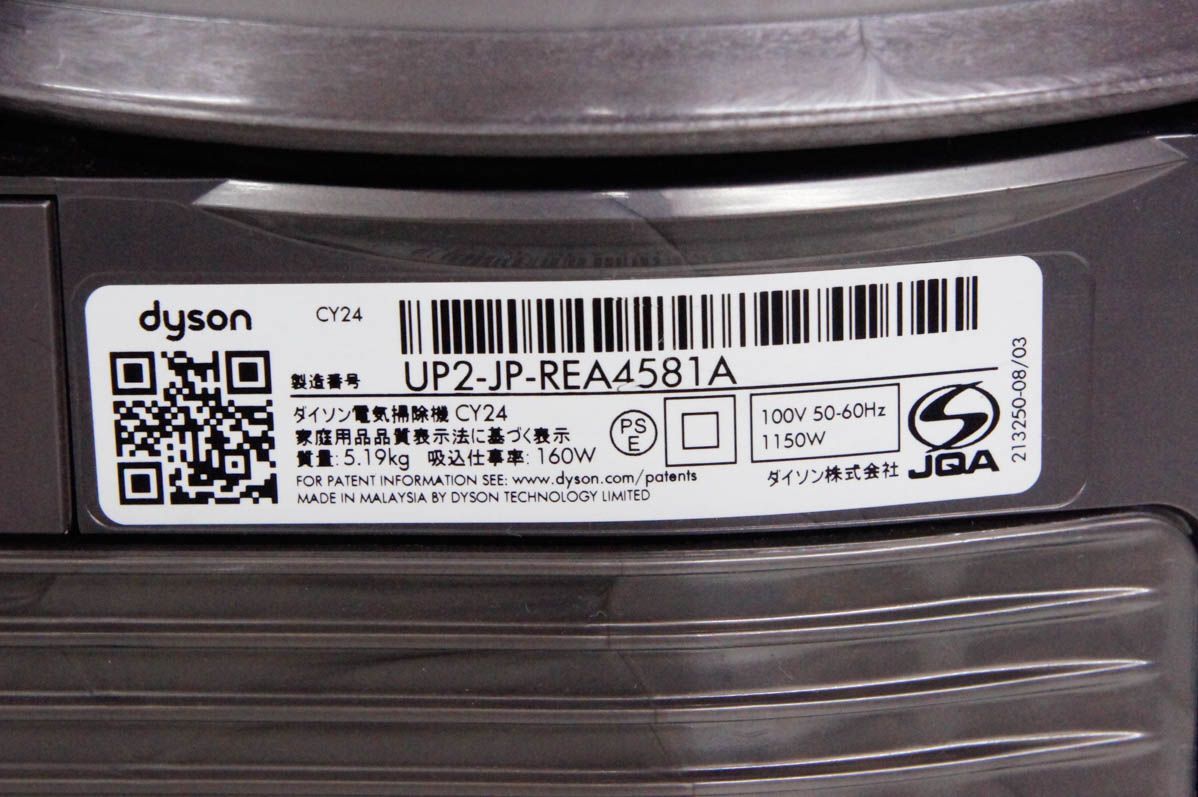 dyson
CY24
製造番号 UP2-JP-REA4581A
ダイソン電気掃除機 CY24
家庭用品品質表示法に基づく表示
質量: 5.19kg 吸込仕事率: 160W
FOR PATENT INFORMATION SEE: www.dyson.com/patents
MADE IN MALAYSIA BY DYSON TECHNOLOGY LIMITED
PS
E
100V 50-60Hz
1150W
ダイソン株式会社
JQA
213250-08/03